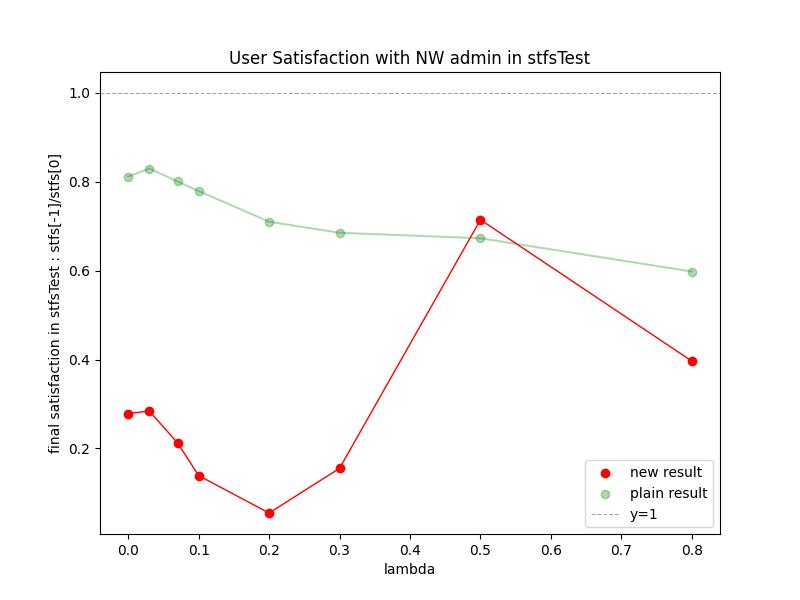 User Satisfaction with NW admin in stfsTest
final satisfaction in stfsTest : stfs[-1]/stfs[0]
1.0
0.8
0.6
0.4
0.2
new result
plain result
y=1
0.0 0.1 0.2 0.3 0.4 0.5 0.6 0.7 0.8
lambda